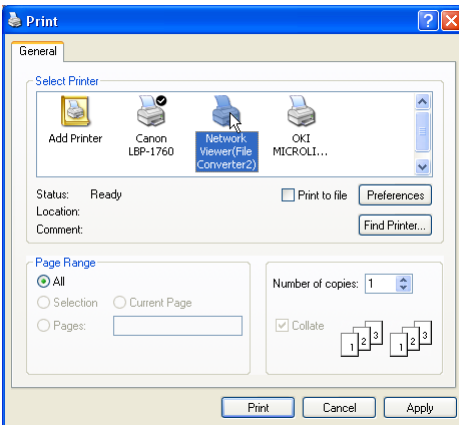 Print
General
Select Printer
Add Printer
Canon
LBP-1760
Network
Viewer(File
Converter2)
OKI
MICROLI...
Status: Ready
Location:
Comment:
Print to file
Preferences
Find Printer...
Page Range
All
Selection Current Page
Pages:
Number of copies: 1
Collate
1 2 3 1 2 3
Print Cancel Apply